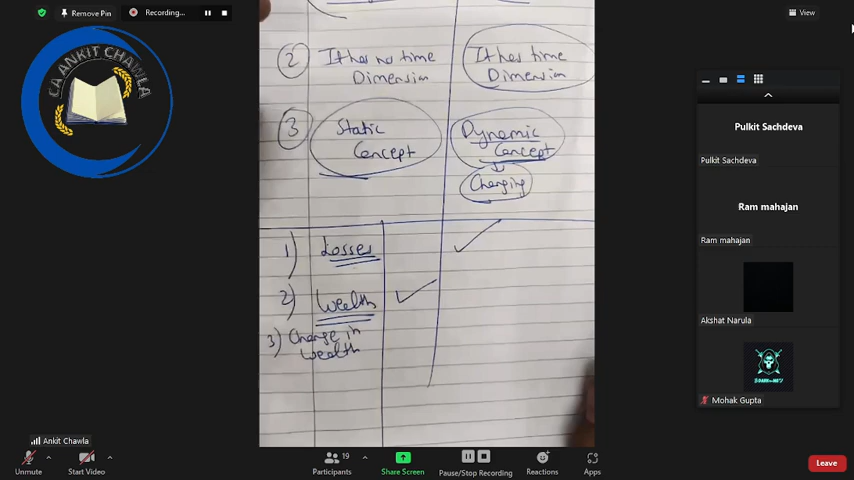 Remove Pin
Recording...
View
CA ANKIT CHAWLA
2 It has no time It has time
Dimension Dimension
3 Static Dynamic
Concept Concept
Changing
1) Losses
2) Wealth
3) Change in
Wealth
Pulkit Sachdeva
Pulkit Sachdeva
Ram mahajan
Ram mahajan
Akshat Narula
Mohak Gupta
Ankit Chawla
Unmute
Start Video
Participants 19
Share Screen
Pause/Stop Recording
Reactions
Apps
Leave